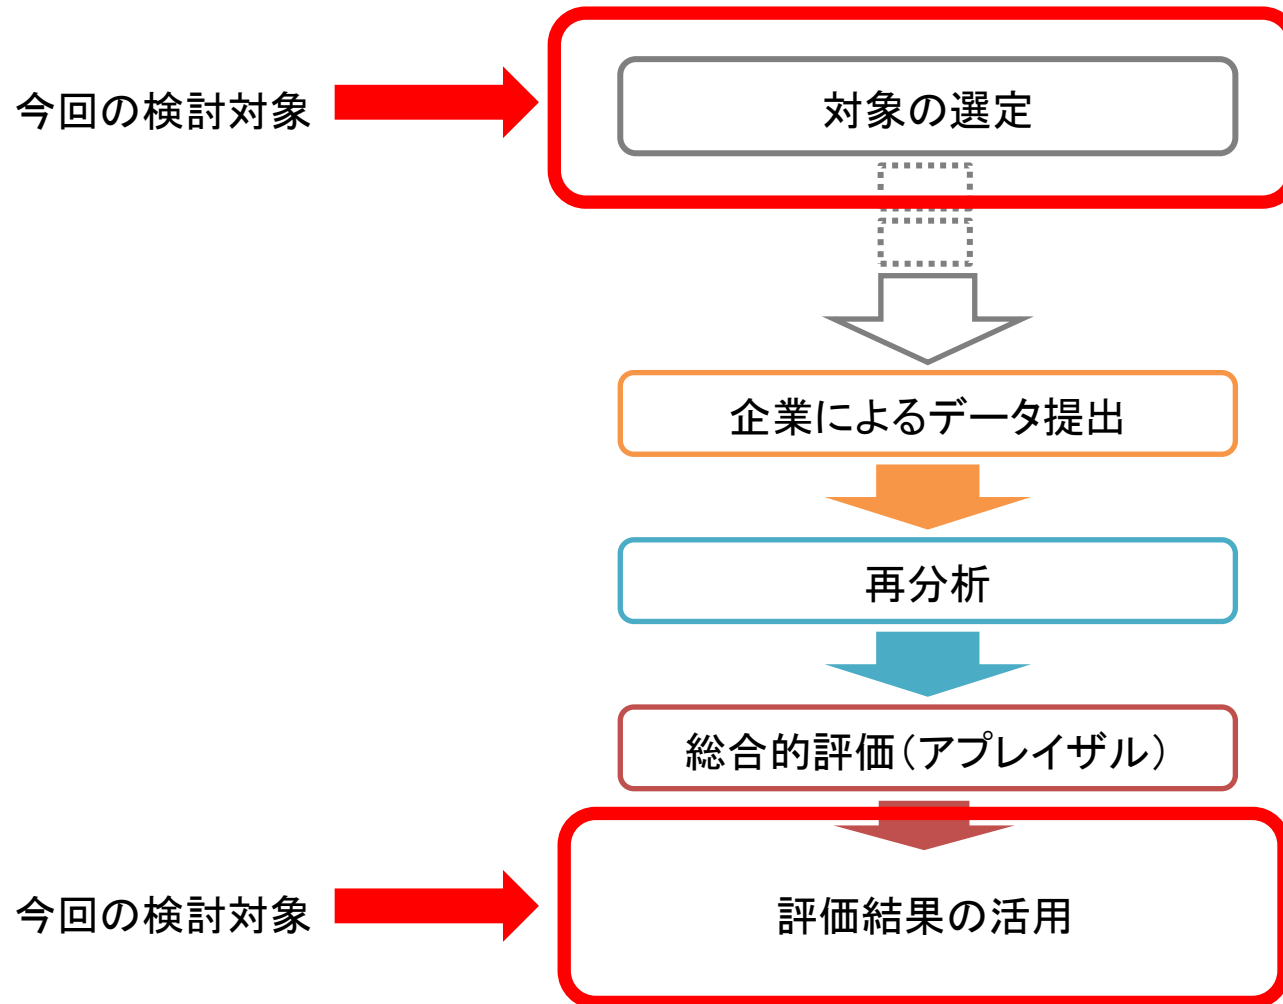 今回の検討対象
対象の選定
企業によるデータ提出
再分析
総合的評価(アプレイザル)
今回の検討対象
評価結果の活用